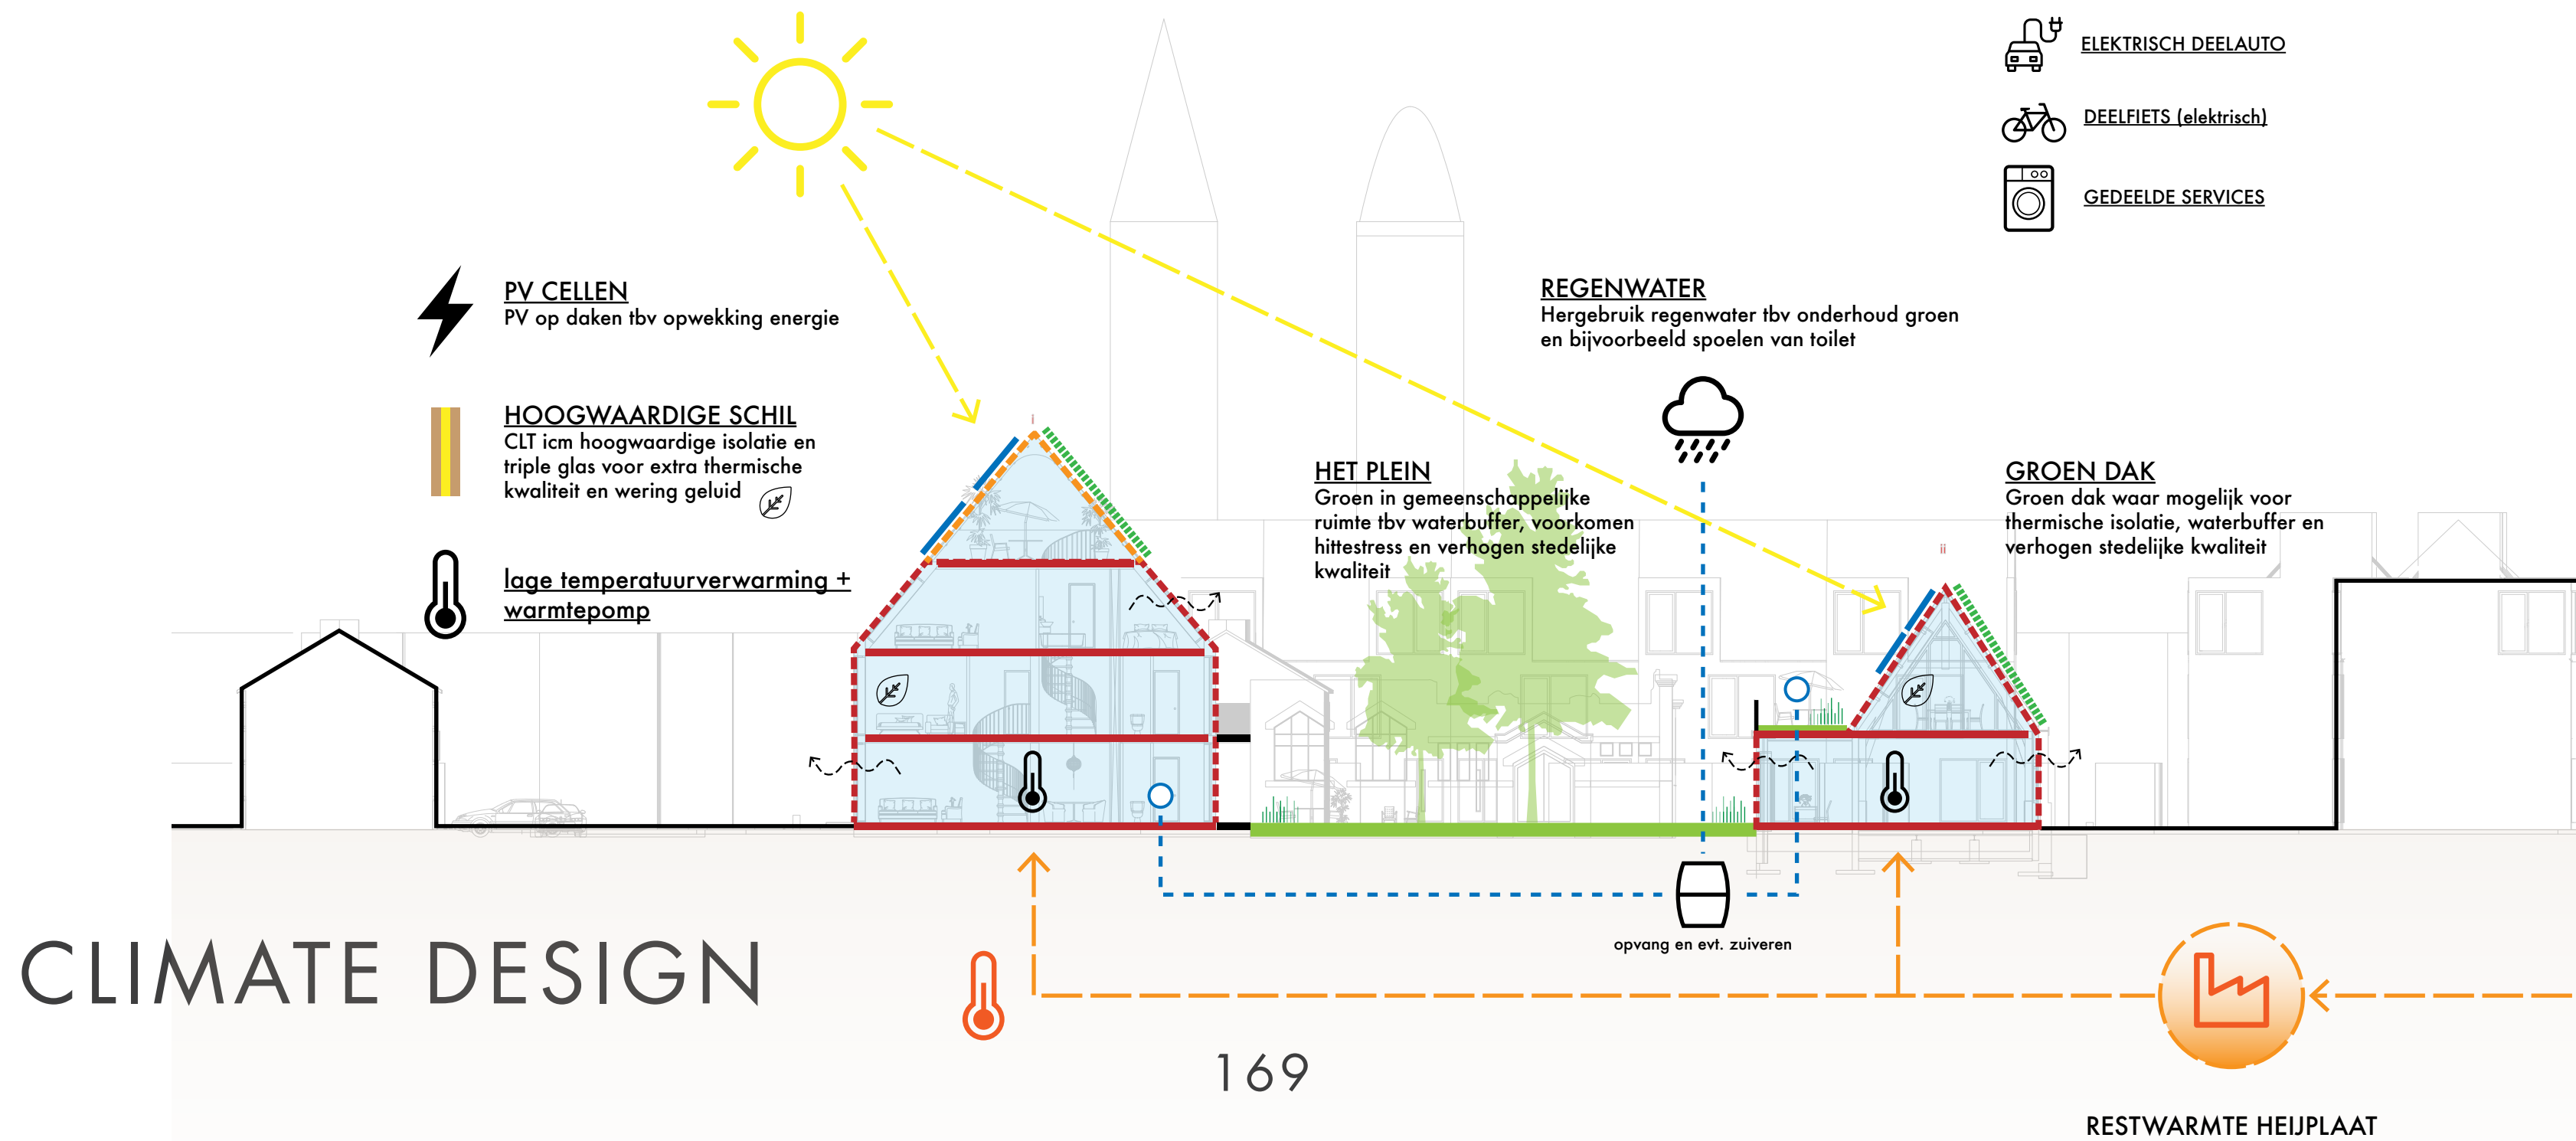 ELEKTRISCH DEELAUTO
DEELFIETS (elektrisch)
GEDEELDE SERVICES
PV CELLEN
PV op daken tbv opwekking energie
HOOGWAARDIGE SCHIL
CLT icm hoogwaardige isolatie en
triple glas voor extra thermische
kwaliteit en wering geluid
lage temperatuurverwarming +
warmtepomp
REGENWATER
Hergebruik regenwater tbv onderhoud groen
en bijvoorbeeld spoelen van toilet
HET PLEIN
Groen in gemeenschappelijke
ruimte tbv waterbuffer, voorkomen
hittestress en verhogen stedelijke
kwaliteit
GROEN DAK
Groen dak waar mogelijk voor
thermische isolatie, waterbuffer en
verhogen stedelijke kwaliteit
i
ii
opvang en evt. zuiveren
CLIMATE DESIGN
169
RESTWARMTE HEIJPLAAT